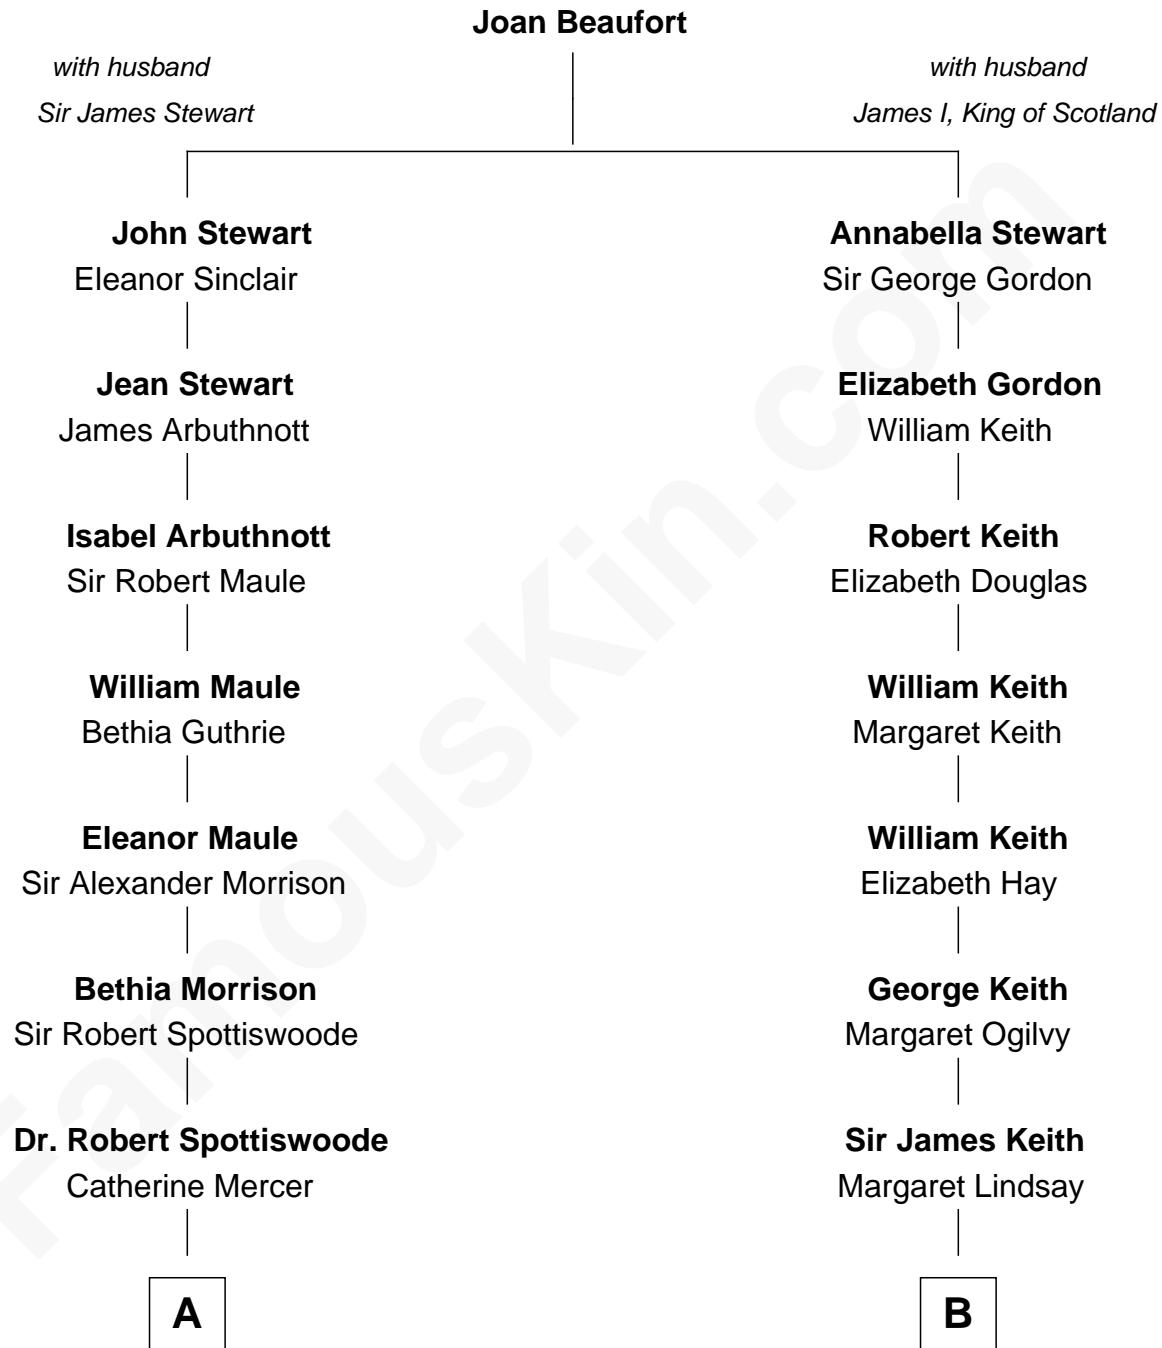 Joan Beaufort
with husband
Sir James Stewart
with husband
James I, King of Scotland
John Stewart
Eleanor Sinclair
Annabella Stewart
Sir George Gordon
Jean Stewart
James Arbuthnott
Elizabeth Gordon
William Keith
Isabel Arbuthnott
Sir Robert Maule
Robert Keith
Elizabeth Douglas
William Maule
Bethia Guthrie
William Keith
Margaret Keith
Eleanor Maule
Sir Alexander Morrison
William Keith
Elizabeth Hay
Bethia Morrison
Sir Robert Spottiswoode
George Keith
Margaret Ogilvy
Dr. Robert Spottiswoode
Catherine Mercer
Sir James Keith
Margaret Lindsay
A
B
FamousKin.com